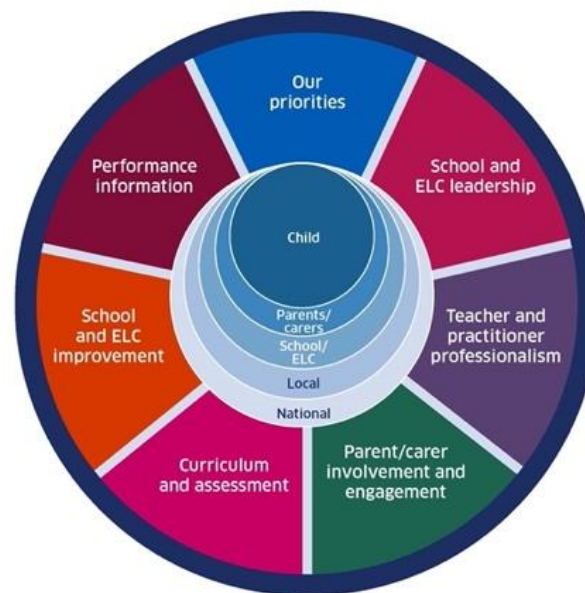 Our
priorities
School and
ELC leadership
Teacher and
practitioner
professionalism
Parent/carer
involvement and
engagement
Curriculum
and assessment
School
and ELC
improvement
Performance
information
Child
Parents/
carers
School/
ELC
Local
National